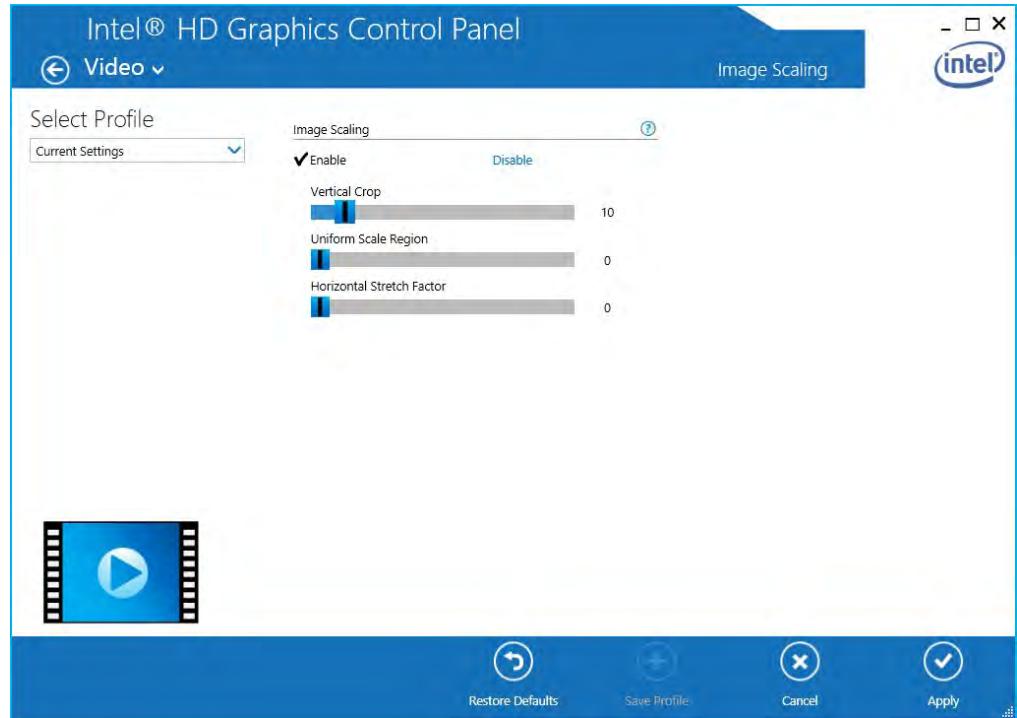 Intel® HD Graphics Control Panel
Video
Image Scaling
intel
Select Profile
Current Settings
Image Scaling
?
Enable
Disable
Vertical Crop
10
Uniform Scale Region
0
Horizontal Stretch Factor
0
Restore Defaults
Save Profile
Cancel
Apply